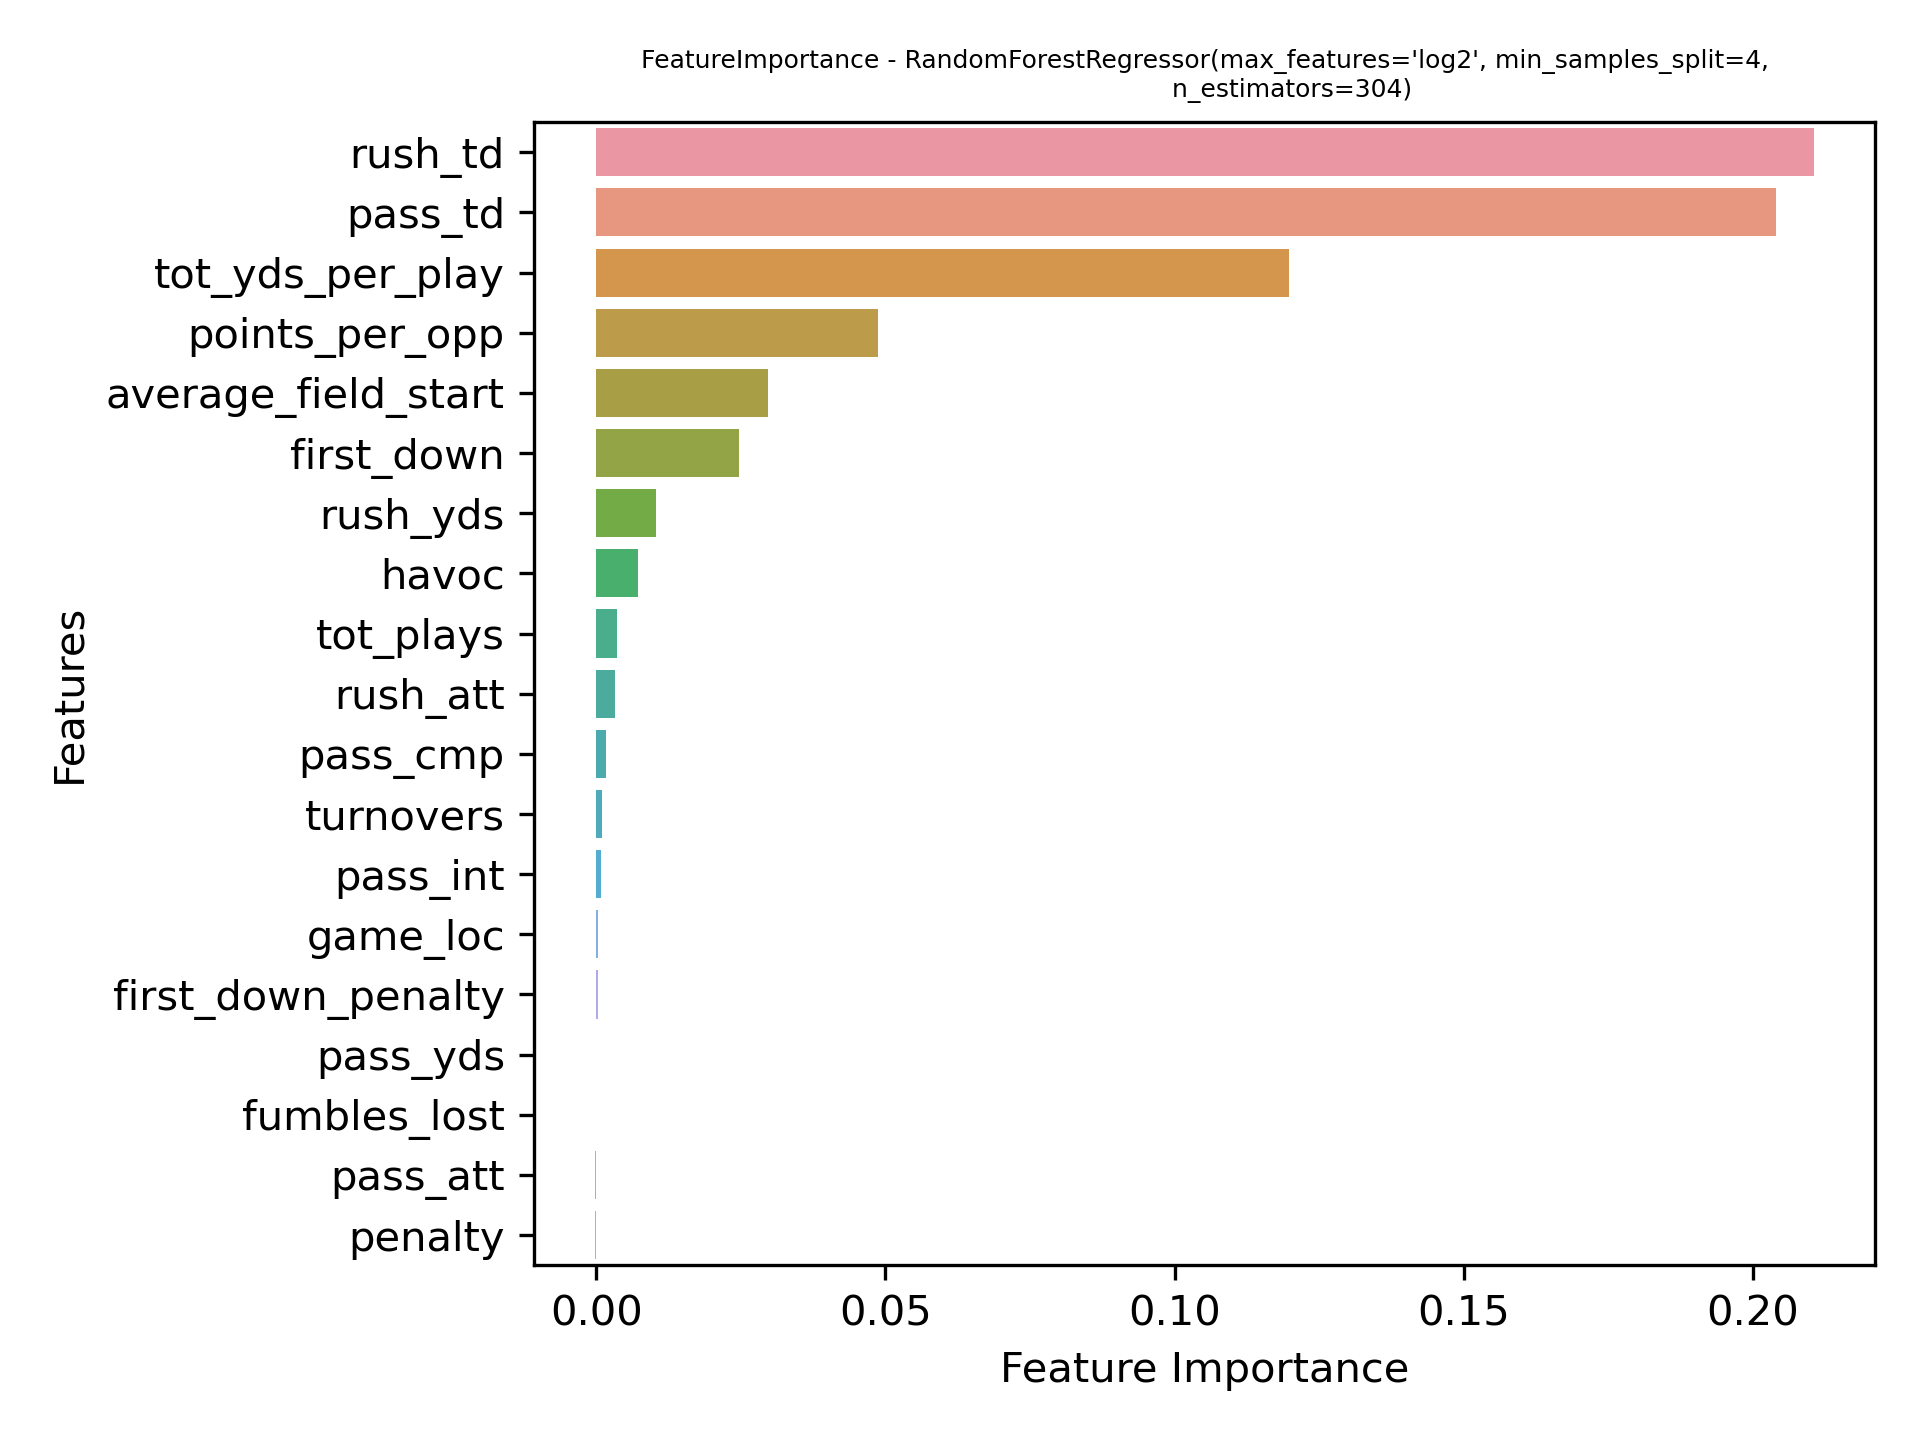 FeatureImportance - RandomForestRegressor(max_features='log2', min_samples_split=4,
n_estimators=304)
rush_td
pass_td
tot_yds_per_play
points_per_opp
average_field_start
first_down
rush_yds
havoc
tot_plays
rush_att
pass_cmp
turnovers
pass_int
game_loc
first_down_penalty
pass_yds
fumbles_lost
pass_att
penalty
Features
0.00 0.05 0.10 0.15 0.20
Feature Importance